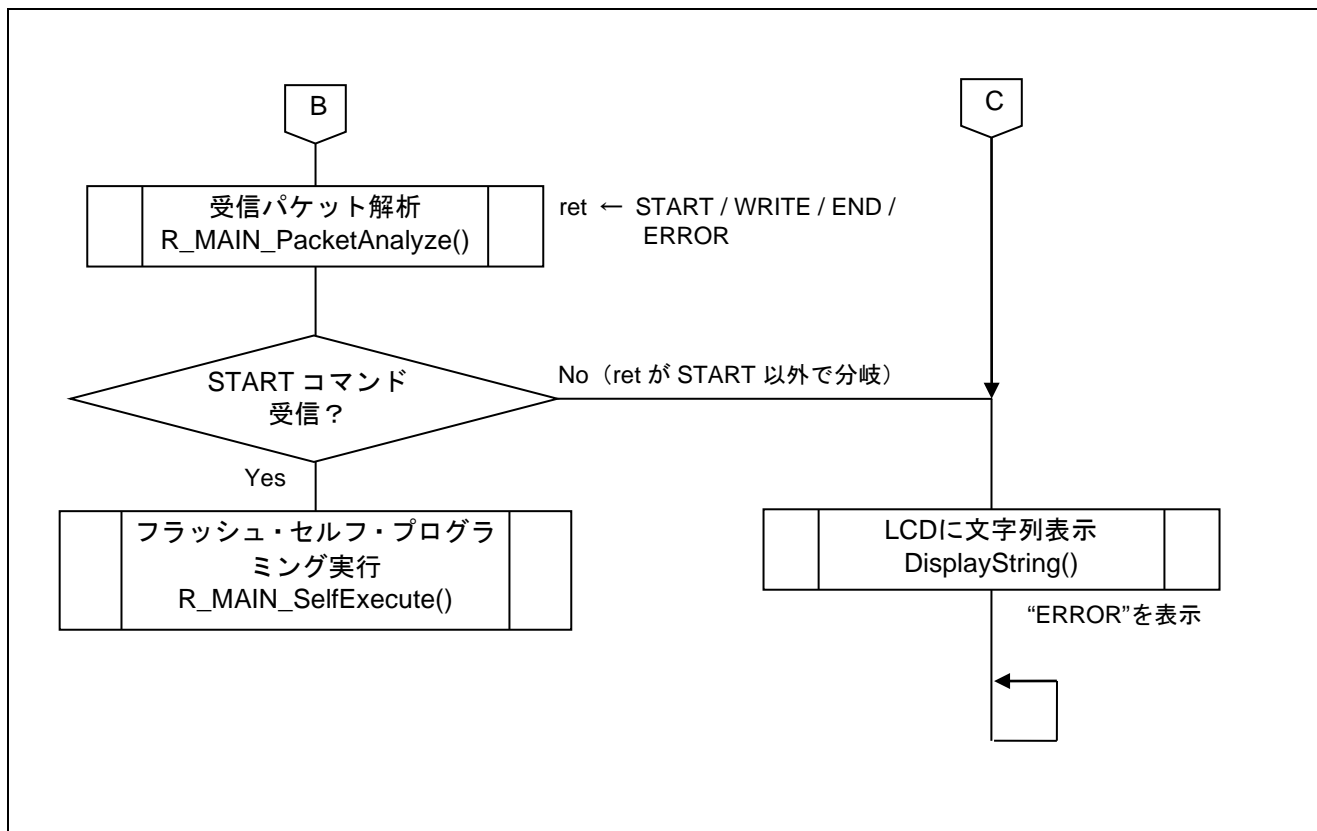 B
C
受信パケット解析
R_MAIN_PacketAnalyze()
ret ← START / WRITE / END /
ERROR
START コマンド
受信？
No（ret が START 以外で分岐）
Yes
フラッシュ・セルフ・プログラ
ミング実行
R_MAIN_SelfExecute()
LCDに文字列表示
DisplayString()
“ERROR”を表示